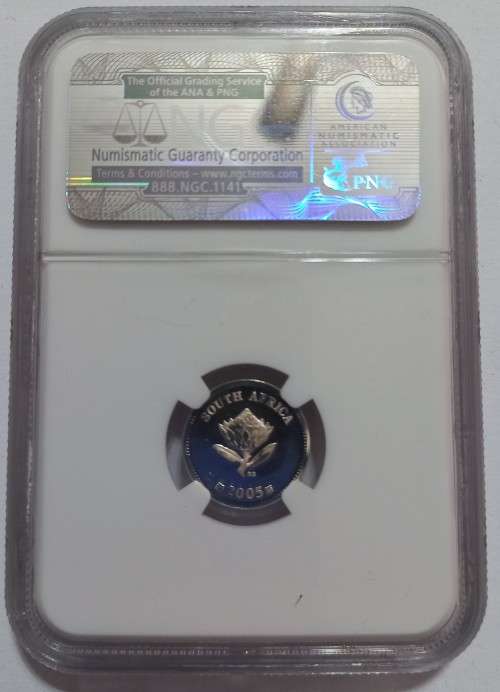 The Official Grading Service
of the ANA & PNG
NG
AMERICAN
NUMISMATIC
ASSOCIATION
Numismatic Guaranty Corporation
Terms & Conditions – www.ngcterms.com
888.NGC.1141
PNG
SOUTH AFRICA
2005